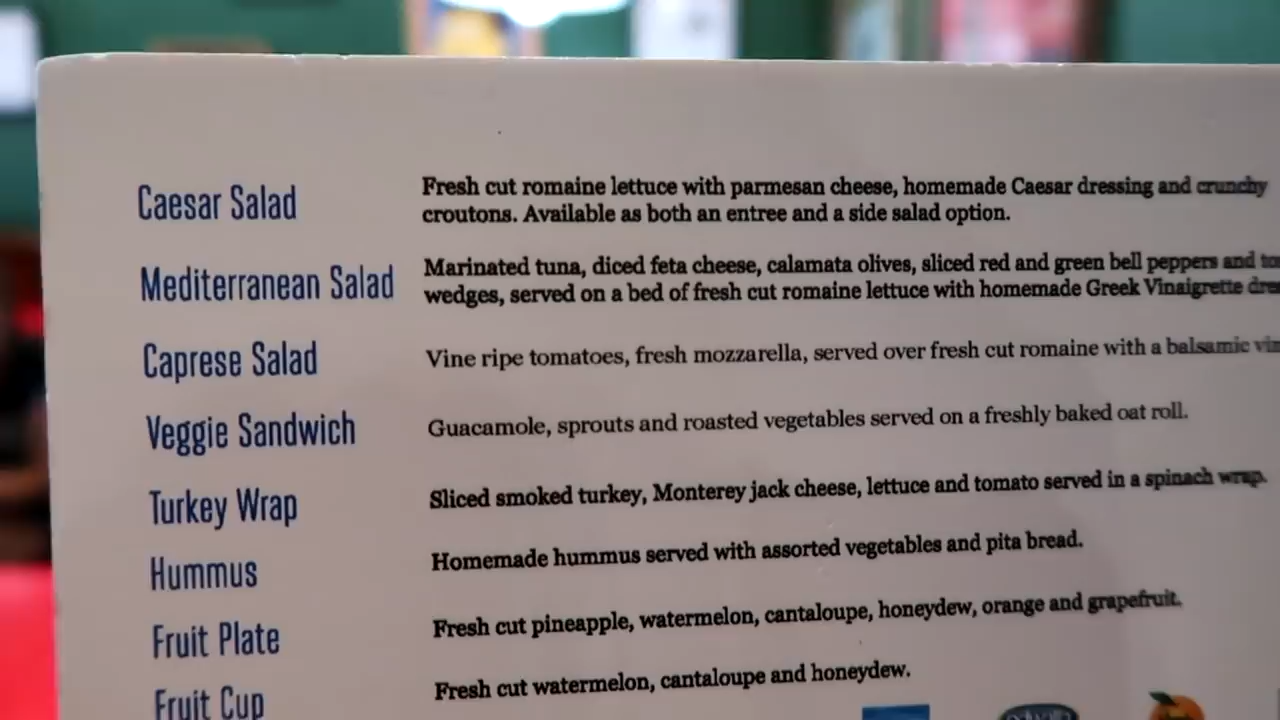 Caesar Salad
Fresh cut romaine lettuce with parmesan cheese, homemade Caesar dressing and crunchy
croutons. Available as both an entree and a side salad option.
Mediterranean Salad
Marinated tuna, diced feta cheese, calamata olives, sliced red and green bell peppers and
wedges, served on a bed of fresh cut romaine lettuce with homemade Greek Vinaigrette
Caprese Salad
Vine ripe tomatoes, fresh mozzarella, served over fresh cut romaine with a balsamic
Veggie Sandwich
Guacamole, sprouts and roasted vegetables served on a freshly baked oat roll.
Turkey Wrap
Sliced smoked turkey, Monterey jack cheese, lettuce and tomato served in a spinach wrap.
Hummus
Homemade hummus served with assorted vegetables and pita bread.
Fruit Plate
Fresh cut pineapple, watermelon, cantaloupe, honeydew, orange and grapefruit.
Fruit Cup
Fresh cut watermelon, cantaloupe and honeydew.